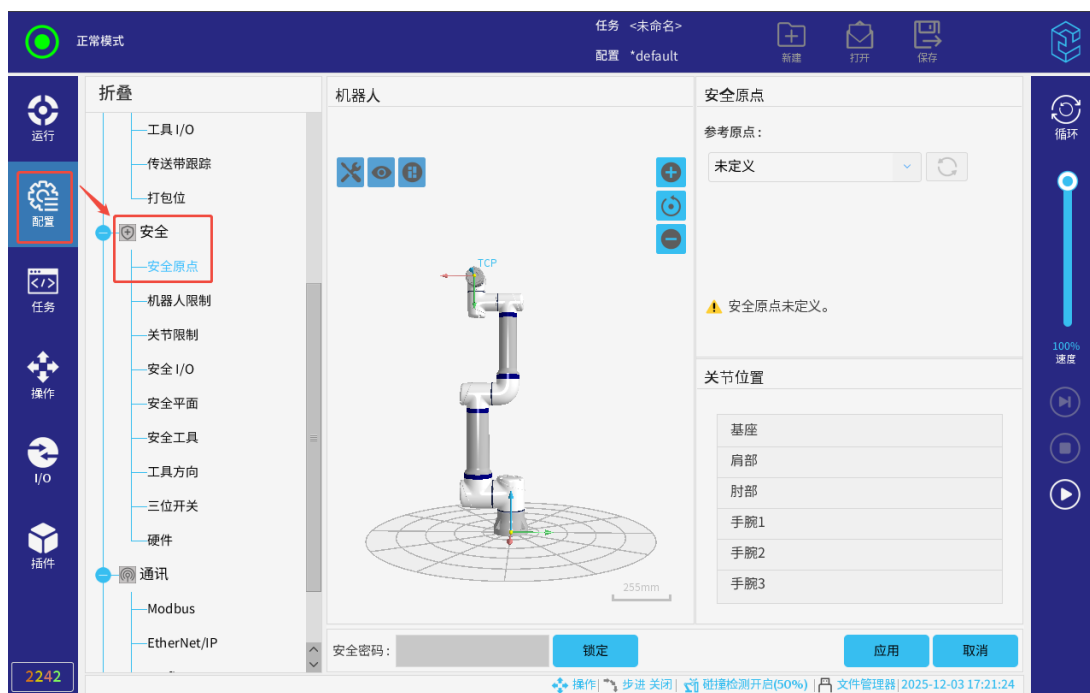 正常模式
任务 <未命名>
配置 *default
新建
打开
保存
运行
配置
任务
操作
I/O
插件
2242
折叠
工具 I/O
传送带跟踪
打包位
安全
安全原点
机器人限制
关节限制
安全 I/O
安全平面
安全工具
工具方向
三位开关
硬件
通讯
Modbus
EtherNet/IP
机器人
TCP
255mm
安全原点
参考原点：
未定义
安全原点未定义。
关节位置
基座
肩部
肘部
手腕1
手腕2
手腕3
安全密码：
锁定
应用
取消
循环
100%
速度
操作| 步进 关闭| 碰撞检测开启(50%) | 文件管理器| 2025-12-03 17:21:24